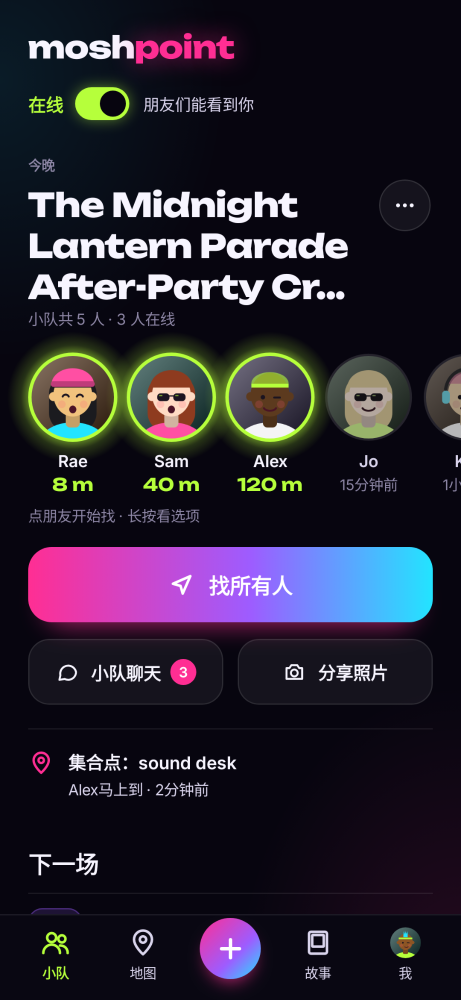 moshpoint
在线 朋友们能看到你
今晚
The Midnight
Lantern Parade
After-Party Cr...
小队共 5 人 · 3 人在线
Rae Sam Alex Jo
8 m 40 m 120 m 15分钟前
点朋友开始找 · 长按看选项
找所有人
小队聊天 3 分享照片
集合点：sound desk
Alex马上到 · 2分钟前
下一场
小队 地图 故事 我